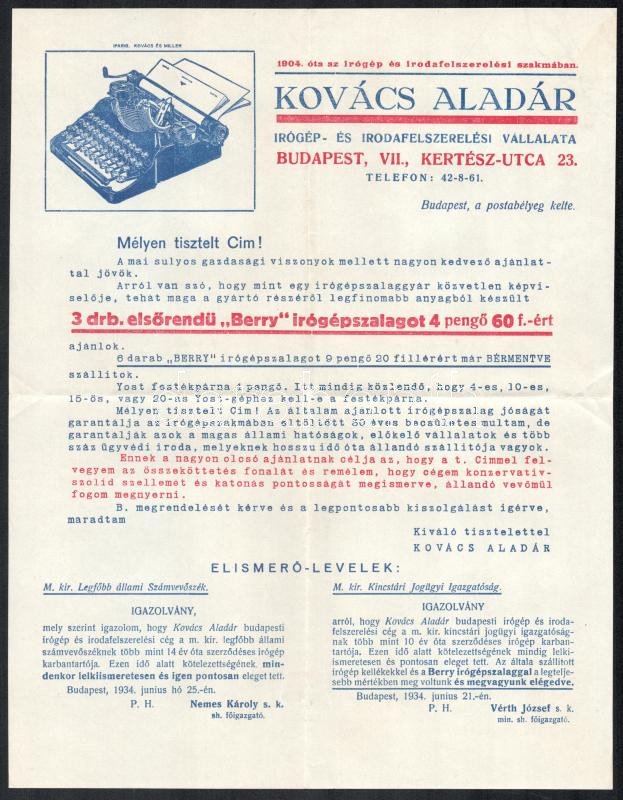 IPARIG. KOVÁCS ÉS MILLER
1904. óta az irógép és irodafelszerelési szakmában.
KOVÁCS ALADÁR
IRÓGÉP- ÉS IRODAFELSZERELÉSI VÁLLALATA
BUDAPEST, VII., KERTÉSZ-UTCA 23.
TELEFON: 42-8-61.
Budapest, a postabélyeg kelte.
Mélyen tisztelt Cim!
A mai sulyos gazdasági viszonyok mellett nagyon kedvező ajánlat-
tal jövök.
Arról van szó, hogy mint egy irógépszalaggyár közvetlen képvi-
selője, tehát maga a gyártó részéről legfinomabb anyagból készült
3 drb. elsőrendü „Berry" irógépszalagot 4 pengő 60 f.-ért
ajánlok.
6 darab „BERRY" irógépszalagot 9 pengő 20 fillérért már BÉRMENTVE
szállitok.
Yost festékpárna 1 pengő. Itt mindig közlendő, hogy 4-es, 10-es,
15-ös, vagy 20-as Yost-géphez kell-e a festékpárna.
Mélyen tisztelt Cim! Az általam ajánlott irógépszalag jóságát
garantálja az irógépszakmában eltöltött 30 éves becsületes multam, de
garantálják azok a magas állami hatóságok, előkelő vállalatok és több
száz ügyvédi iroda, melyeknek hosszu idő óta állandó szállitója vagyok.
Ennek a nagyon olcsó ajánlatnak célja az, hogy a t. Cimmel fel-
vegyem az összeköttetés fonalát és remélem, hogy cégem konzervativ-
szolid szellemét és katonás pontosságát megismerve, állandó vevőmül
fogom megnyerni.
B. megrendelését kérve és a legpontosabb kiszolgálást igérve,
maradtam
Kiváló tisztelettel
KOVÁCS ALADÁR
ELISMERŐ-LEVELEK:
M. kir. Legfőbb állami Számvevőszék.
IGAZOLVÁNY,
mely szerint igazolom, hogy Kovács Aladár budapesti
irógép és irodafelszerelési cég a m. kir. legfőbb állami
számvevőszéknek több mint 14 év óta szerződéses irógép
karbantartója. Ezen idő alatt kötelezettségének min-
denkor lelkiismeretesen és igen pontosan eleget tett.
Budapest, 1934. junius hó 25.-én.
P. H. Nemes Károly s. k.
sh. főigazgató.
M. kir. Kincstári Jogügyi Igazgatóság.
IGAZOLVÁNY
arról, hogy Kovács Aladár budapesti irógép és iroda-
felszerelési cég a m. kir. kincstári jogügyi igazgatóság-
nak több mint 10 év óta szerződéses irógép karban-
tartója. Ezen idő alatt kötelezettségének mindig lelki-
ismeretesen és pontosan eleget tett. Az általa szállitott
irógép kellékekkel és a Berry irógépszalaggal a legtelje-
sebb mértékben meg voltunk és megvagyunk elégedve.
Budapest, 1934. junius 21.-én.
P. H. Vérth József s. k.
min. sh. főigazgató.